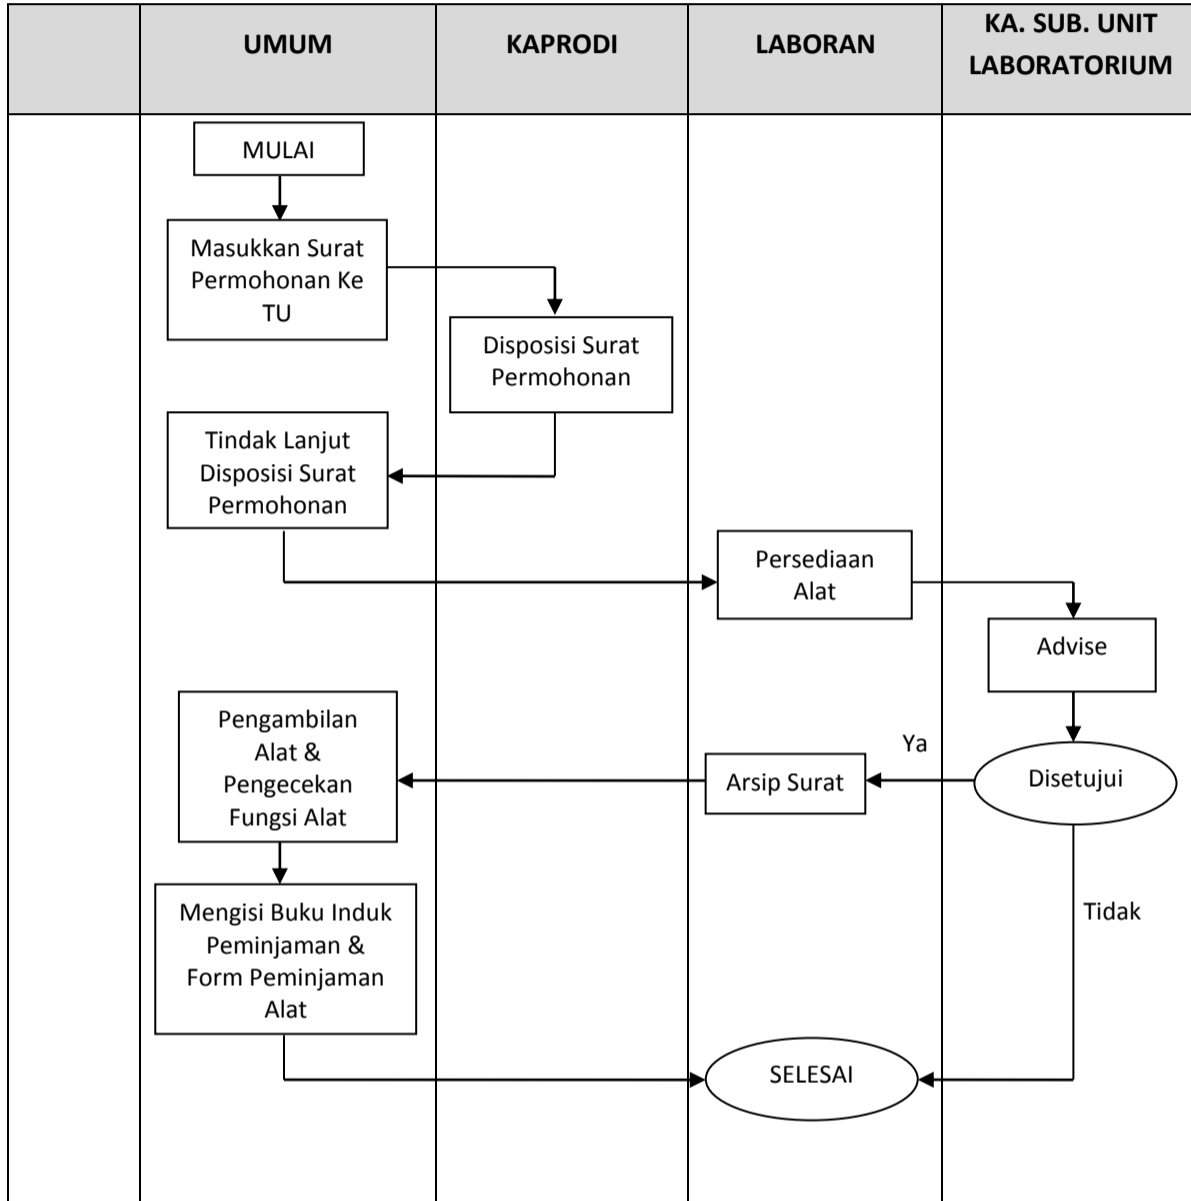 UMUM
KAPRODI
LABORAN
KA. SUB. UNIT
LABORATORIUM
MULAI
Masukkan Surat
Permohonan Ke
TU
Disposisi Surat
Permohonan
Tindak Lanjut
Disposisi Surat
Permohonan
Persediaan
Alat
Advise
Pengambilan
Alat &
Pengecekan
Fungsi Alat
Arsip Surat
Ya
Disetujui
Mengisi Buku Induk
Peminjaman &
Form Peminjaman
Alat
Tidak
SELESAI